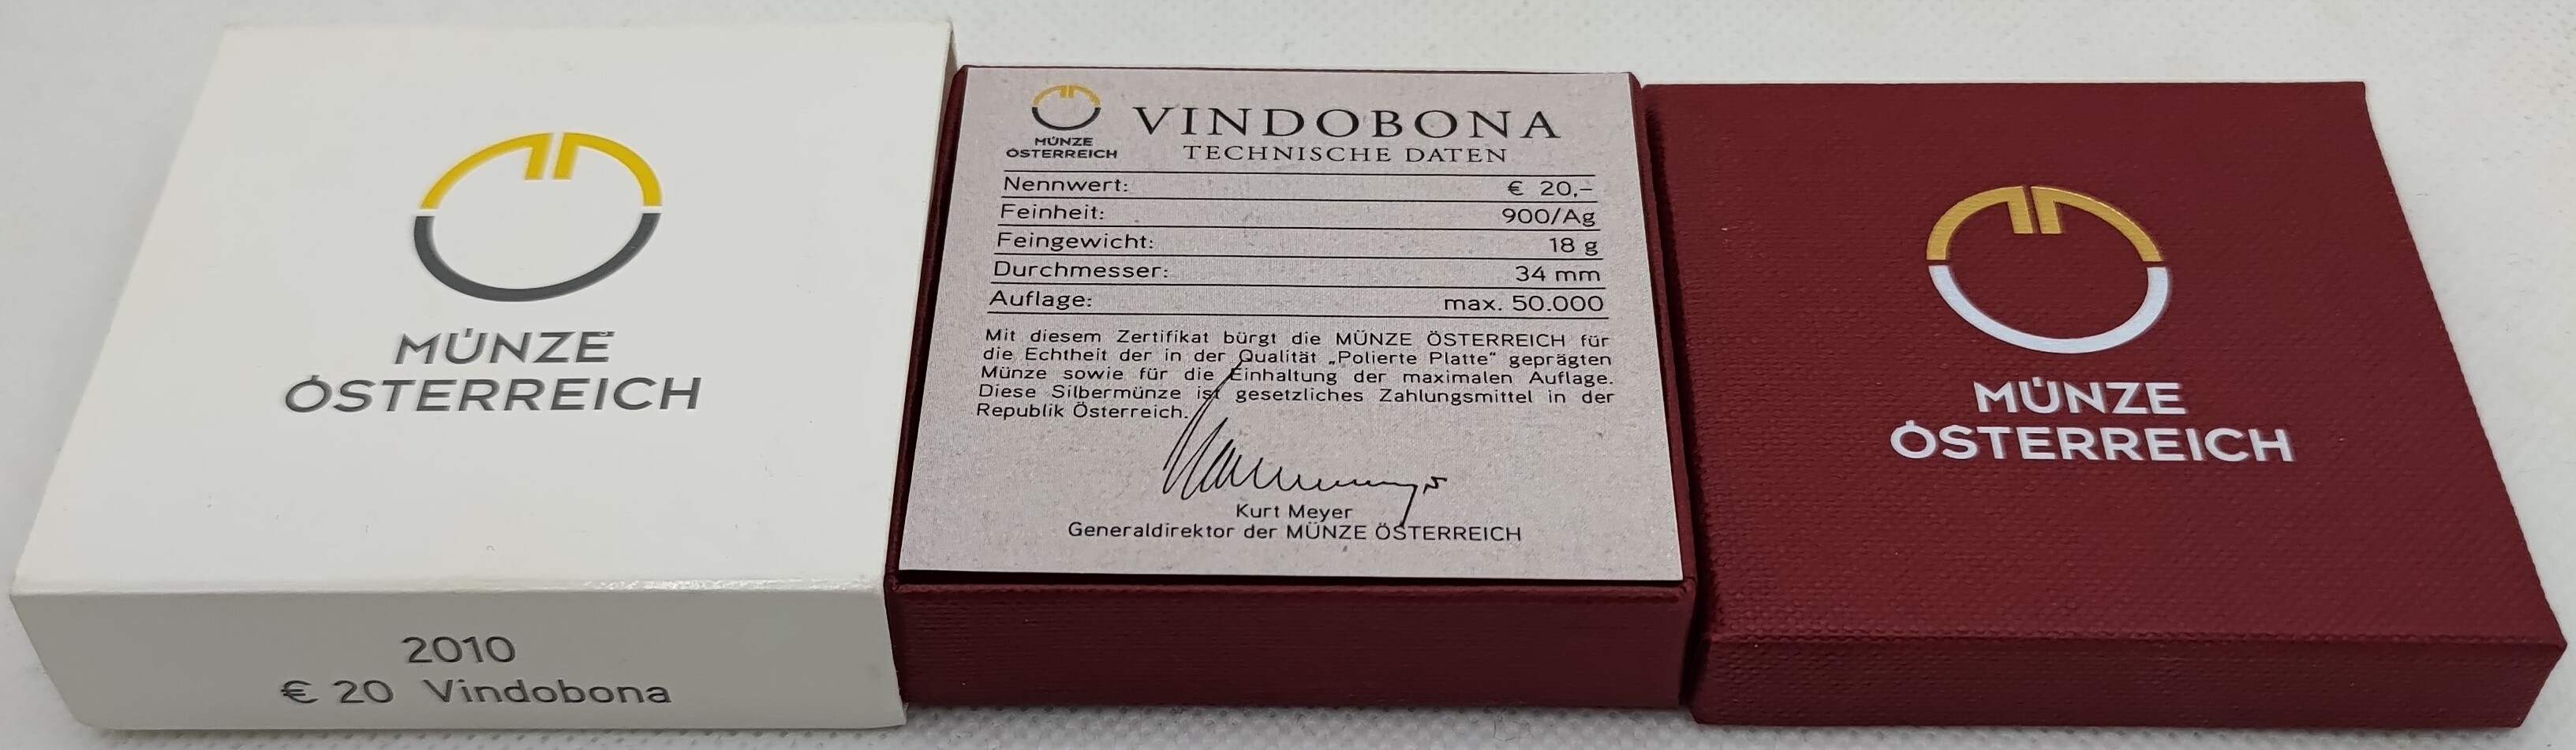 MÜNZE
ÖSTERREICH
2010
€ 20 Vindobona
MÜNZE
ÖSTERREICH
VINDOBONA
TECHNISCHE DATEN
Nennwert: € 20,–
Feinheit: 900/Ag
Feingewicht: 18 g
Durchmesser: 34 mm
Auflage: max. 50.000
Mit diesem Zertifikat bürgt die MÜNZE ÖSTERREICH für
die Echtheit der in der Qualität „Polierte Platte“ geprägten
Münze sowie für die Einhaltung der maximalen Auflage.
Diese Silbermünze ist gesetzliches Zahlungsmittel in der
Republik Österreich.
Kurt Meyer
Generaldirektor der MÜNZE ÖSTERREICH
MÜNZE
ÖSTERREICH